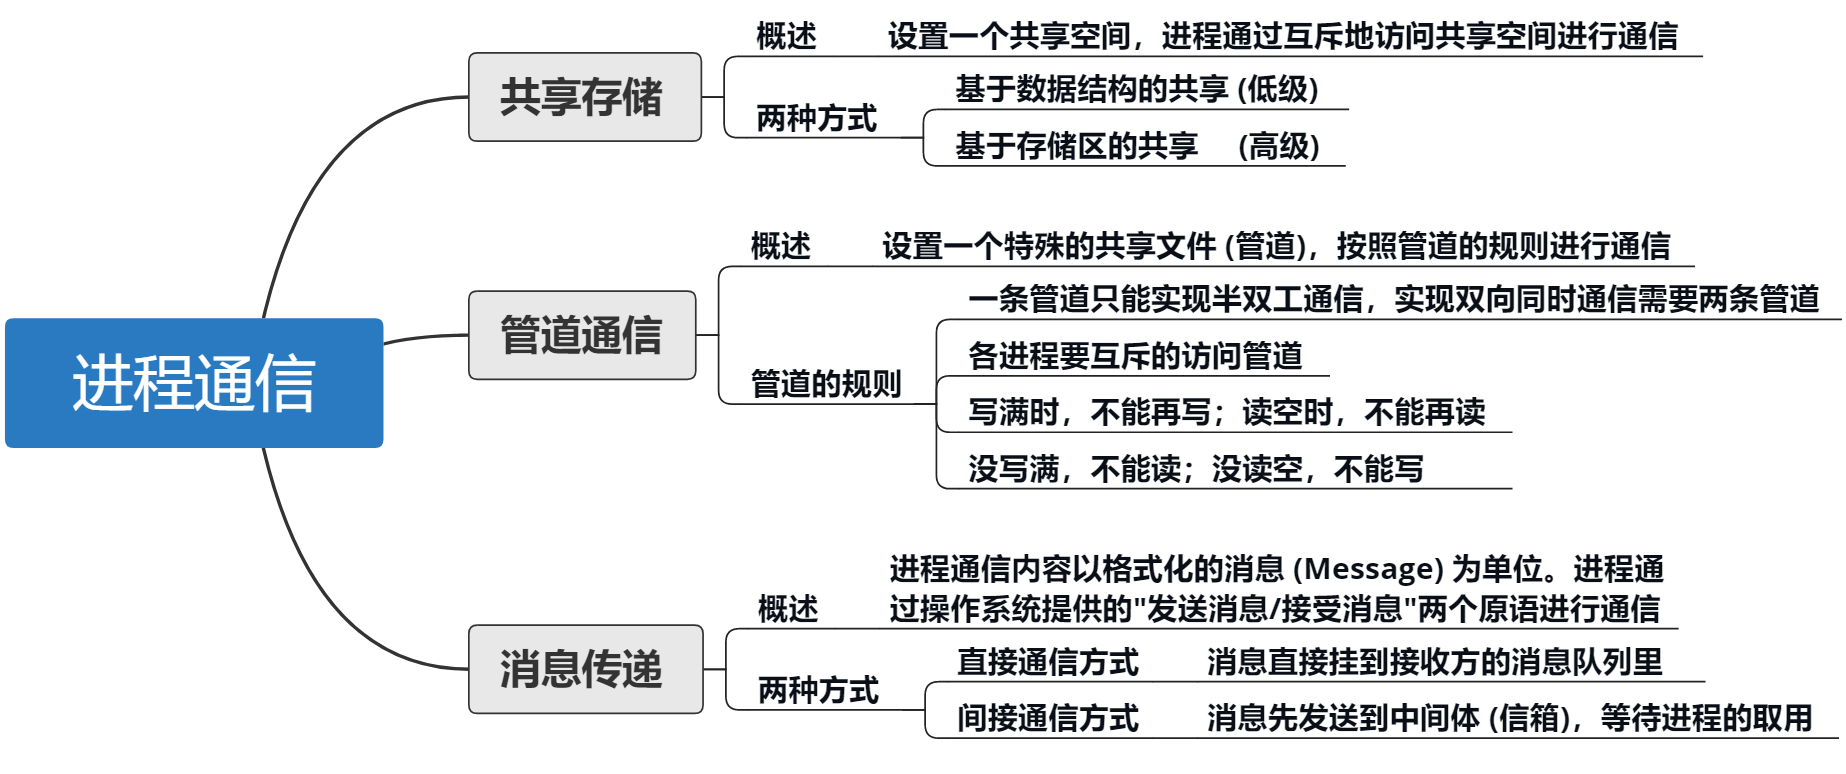 进程通信
共享存储
概述
设置一个共享空间，进程通过互斥地访问共享空间进行通信
两种方式
基于数据结构的共享 (低级)
基于存储区的共享 (高级)
管道通信
概述
设置一个特殊的共享文件 (管道)，按照管道的规则进行通信
管道的规则
一条管道只能实现半双工通信，实现双向同时通信需要两条管道
各进程要互斥的访问管道
写满时，不能再写；读空时，不能再读
没写满，不能读；没读空，不能写
消息传递
概述
进程通信内容以格式化的消息 (Message) 为单位。进程通
过操作系统提供的"发送消息/接受消息"两个原语进行通信
两种方式
直接通信方式
消息直接挂到接收方的消息队列里
间接通信方式
消息先发送到中间体 (信箱)，等待进程的取用